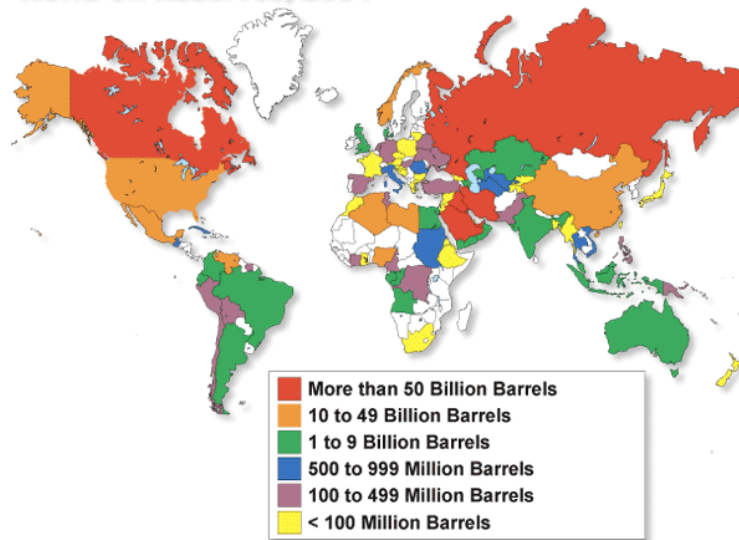 More than 50 Billion Barrels
10 to 49 Billion Barrels
1 to 9 Billion Barrels
500 to 999 Million Barrels
100 to 499 Million Barrels
< 100 Million Barrels